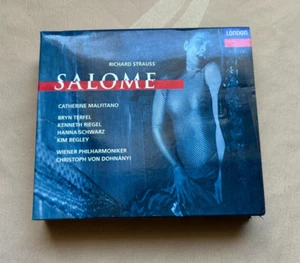 LONDON
RICHARD STRAUSS
SALOME
CATHERINE MALFITANO
BRYN TERFEL
KENNETH RIEGEL
HANNA SCHWARZ
KIM BEGLEY
WIENER PHILHARMONIKER
CHRISTOPH VON DOHNÁNYI